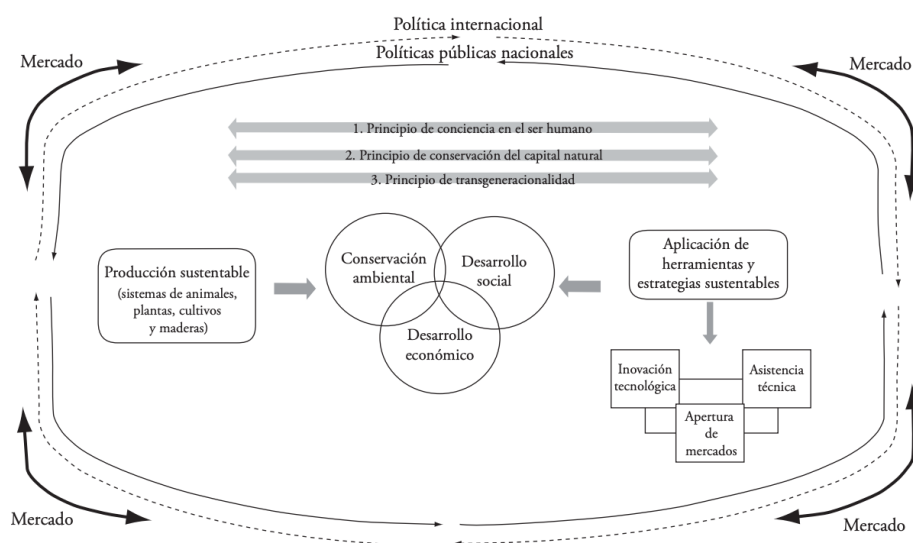 Política internacional
Políticas públicas nacionales
Mercado
Mercado
1. Principio de conciencia en el ser humano
2. Principio de conservación del capital natural
3. Principio de transgeneracionalidad
Producción sustentable
(sistemas de animales,
plantas, cultivos
y maderas)
Conservación
ambiental
Desarrollo
social
Desarrollo
económico
Aplicación de
herramientas y
estrategias sustentables
Inovación
tecnológica
Asistencia
técnica
Apertura
de
mercados
Mercado
Mercado